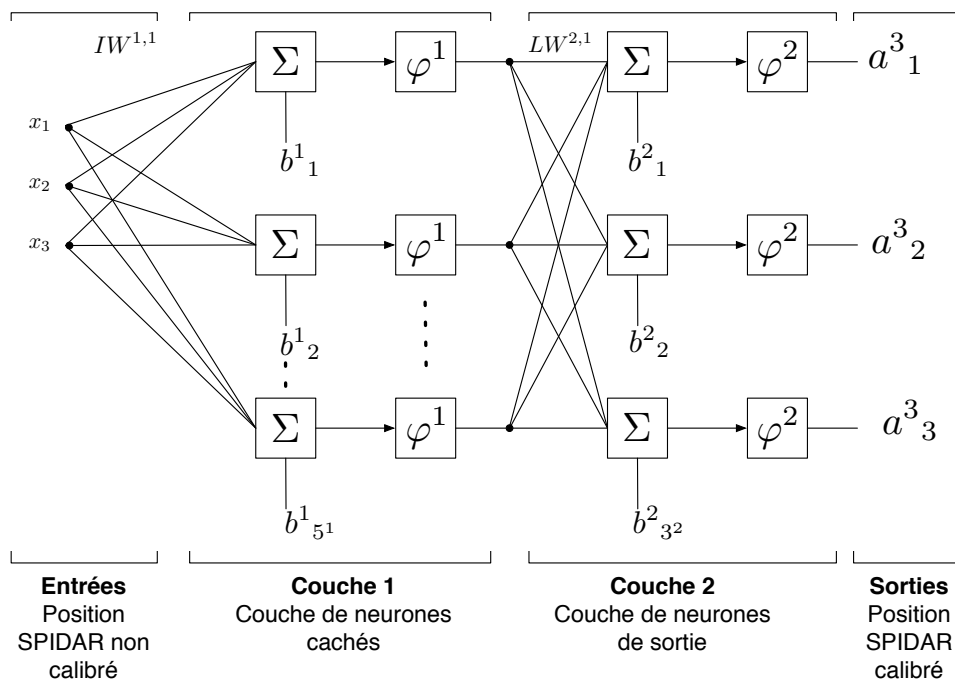 IW^{1,1}
Σ
φ^1
LW^{2,1}
Σ
φ^2
a^3_1
x_1
b^1_1
b^2_1
x_2
x_3
Σ
φ^1
Σ
φ^2
a^3_2
b^1_2
b^2_2
Σ
φ^1
Σ
φ^2
a^3_3
b^1_{5^1}
b^2_{3^2}
Entrées
Position
SPIDAR non
calibré
Couche 1
Couche de neurones
cachés
Couche 2
Couche de neurones
de sortie
Sorties
Position
SPIDAR
calibré